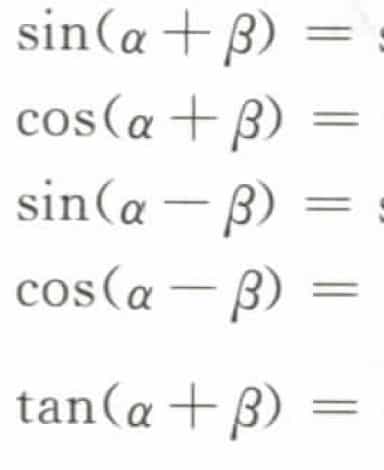 sin(α + β) =
cos(α + β) =
sin(α − β) =
cos(α − β) =
tan(α + β) =